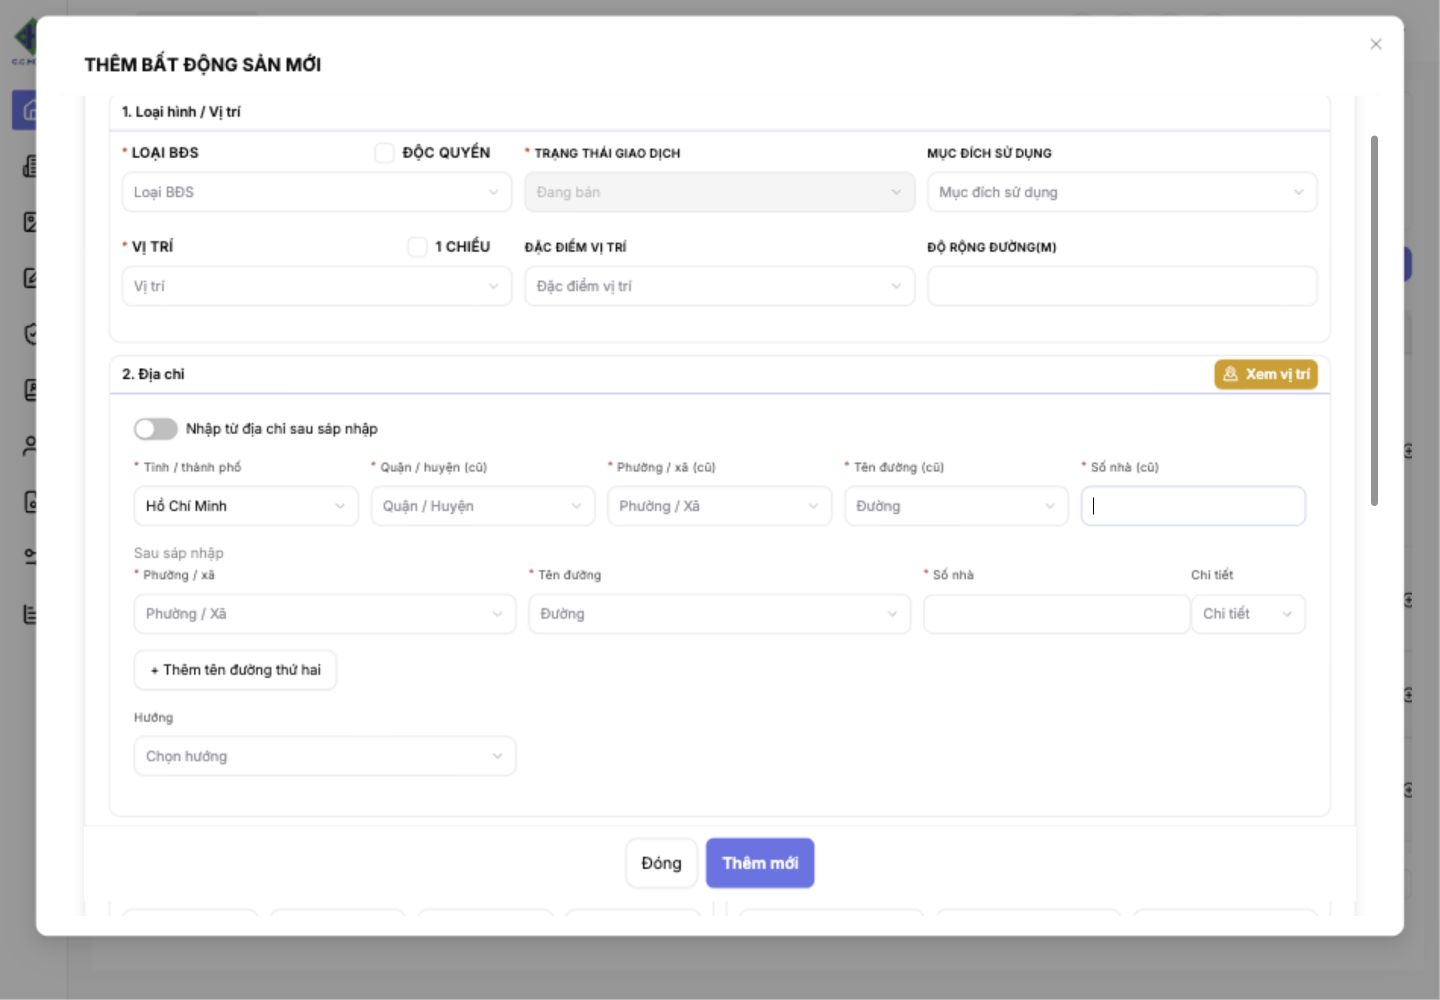 THÊM BẤT ĐỘNG SẢN MỚI
1. Loại hình / Vị trí
* LOẠI BĐS
ĐỘC QUYỀN
* TRẠNG THÁI GIAO DỊCH
MỤC ĐÍCH SỬ DỤNG
Loại BĐS
Đang bán
Mục đích sử dụng
* VỊ TRÍ
1 CHIỀU
ĐẶC ĐIỂM VỊ TRÍ
ĐỘ RỘNG ĐƯỜNG(M)
Vị trí
Đặc điểm vị trí
2. Địa chỉ
Xem vị trí
Nhập từ địa chỉ sau sáp nhập
* Tỉnh / thành phố
* Quận / huyện (cũ)
* Phường / xã (cũ)
* Tên đường (cũ)
* Số nhà (cũ)
Hồ Chí Minh
Quận / Huyện
Phường / Xã
Đường
Sau sáp nhập
* Phường / xã
* Tên đường
* Số nhà
Chi tiết
Phường / Xã
Đường
Chi tiết
+ Thêm tên đường thứ hai
Hướng
Chọn hướng
Đóng
Thêm mới